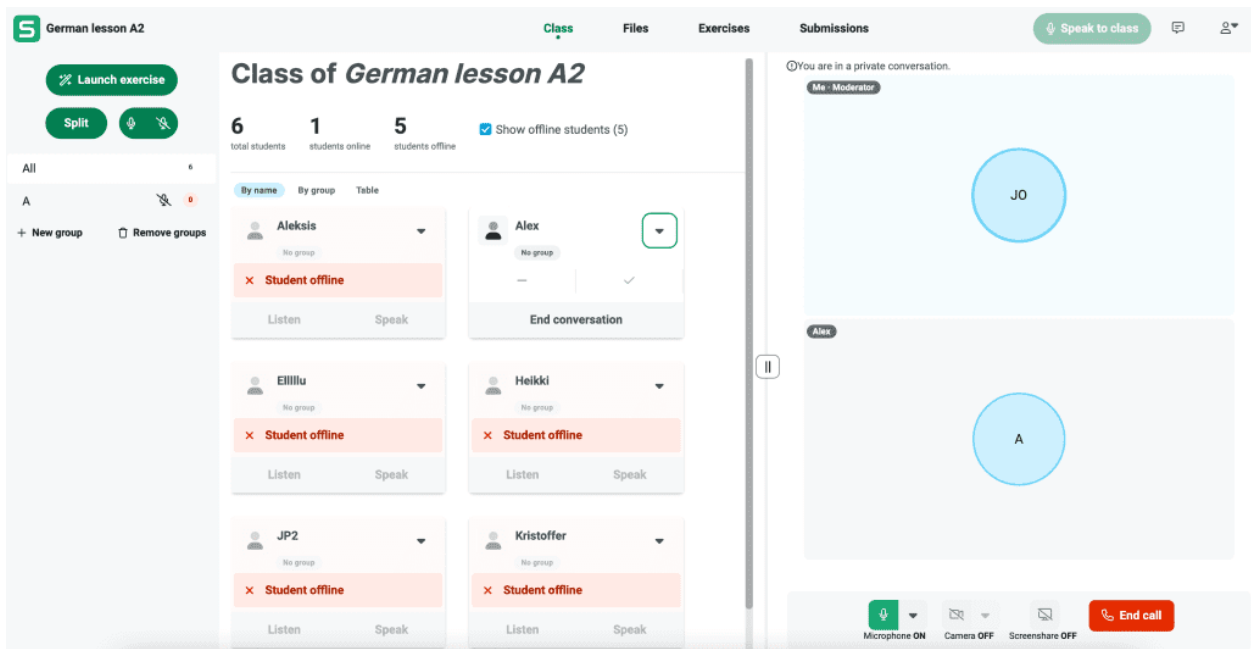 S German lesson A2
Class
Files
Exercises
Submissions
Speak to class
Launch exercise
Split
All 6
A 0
+ New group
Remove groups
Class of German lesson A2
6
total students
1
students online
5
students offline
Show offline students (5)
By name
By group
Table
Aleksis
No group
× Student offline
Listen
Speak
Alex
No group
End conversation
Elllllu
No group
× Student offline
Listen
Speak
Heikki
No group
× Student offline
Listen
Speak
JP2
No group
× Student offline
Listen
Speak
Kristoffer
No group
× Student offline
Listen
Speak
You are in a private conversation.
Me - Moderator
JO
Alex
A
Microphone ON
Camera OFF
Screenshare OFF
End call